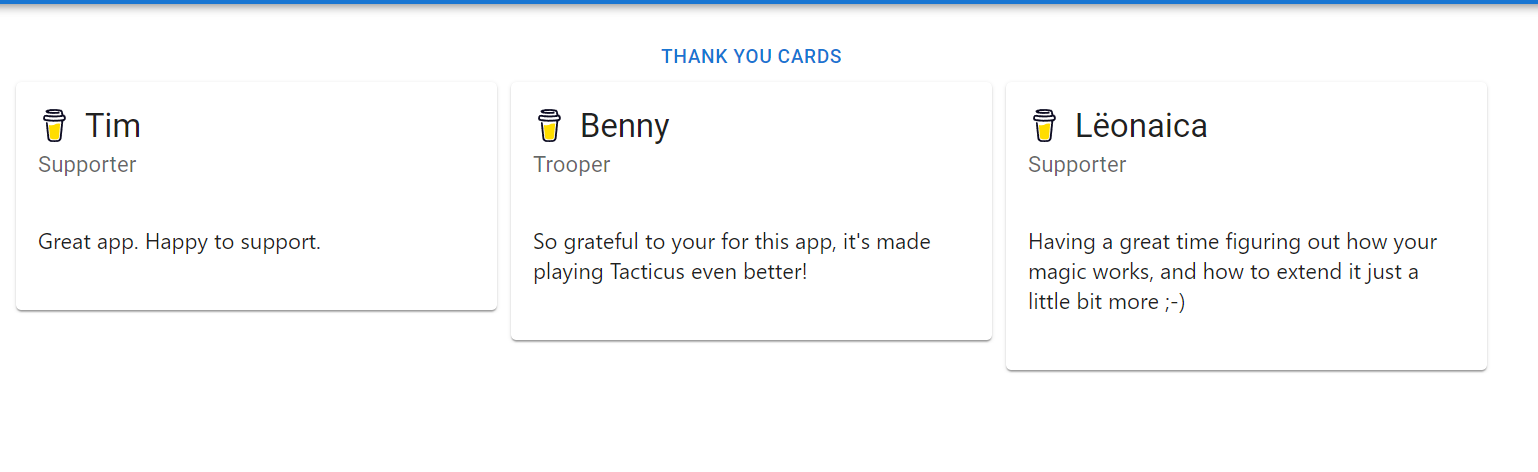 THANK YOU CARDS
Tim
Supporter
Great app. Happy to support.
Benny
Trooper
So grateful to your for this app, it's made
playing Tacticus even better!
Lëonaica
Supporter
Having a great time figuring out how your
magic works, and how to extend it just a
little bit more ;-)